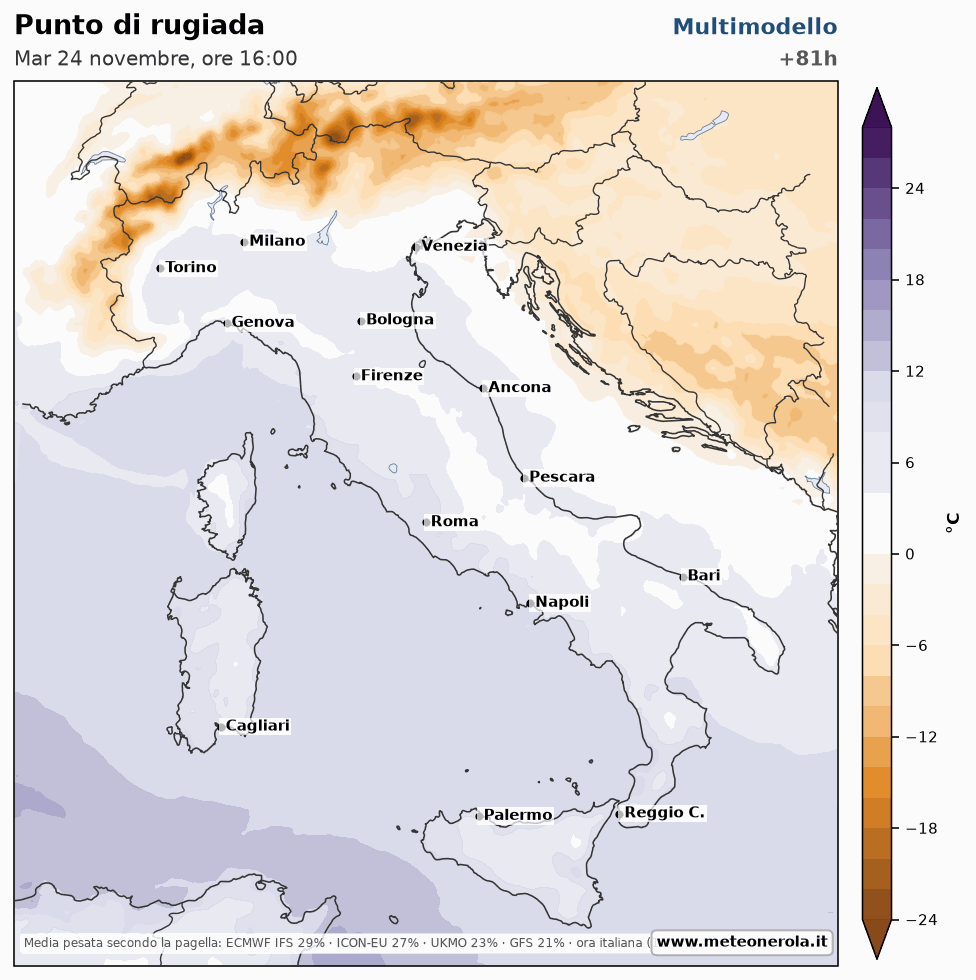 Punto di rugiada
Multimodello
Mar 24 novembre, ore 16:00
+81h
Milano
Venezia
Torino
Genova
Bologna
Firenze
Ancona
Pescara
Roma
Bari
Napoli
Cagliari
Palermo
Reggio C.
24
18
12
6
0
−6
−12
−18
−24
°C
Media pesata secondo la pagella: ECMWF IFS 29% · ICON-EU 27% · UKMO 23% · GFS 21% · ora italiana (
www.meteonerola.it